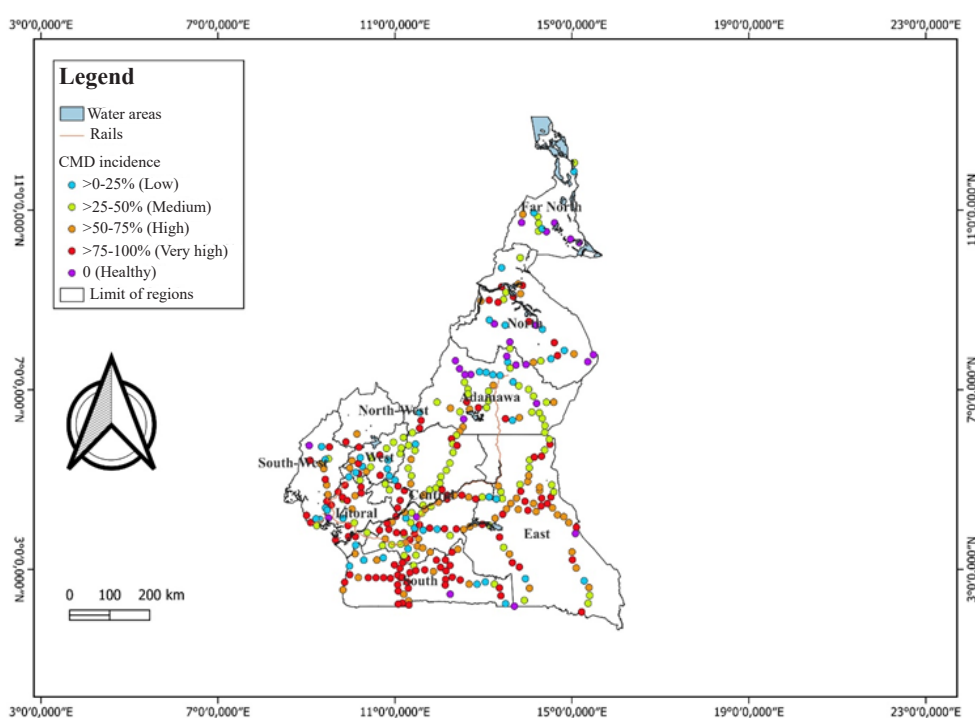 3°0'0,000"E 7°0'0,000"E 11°0'0,000"E 15°0'0,000"E 19°0'0,000"E 23°0'0,000"E
Legend
Water areas
Rails
CMD incidence
>0-25% (Low)
>25-50% (Medium)
>50-75% (High)
>75-100% (Very high)
0 (Healthy)
Limit of regions
11°0'0,000"N
7°0'0,000"N
3°0'0,000"N
Far North
North
Adamawa
North-West
South-West
West
Central
Litoral
East
South
0 100 200 km
11°0'0,000"N
7°0'0,000"N
3°0'0,000"N
3°0'0,000"E 7°0'0,000"E 11°0'0,000"E 15°0'0,000"E 19°0'0,000"E 23°0'0,000"E